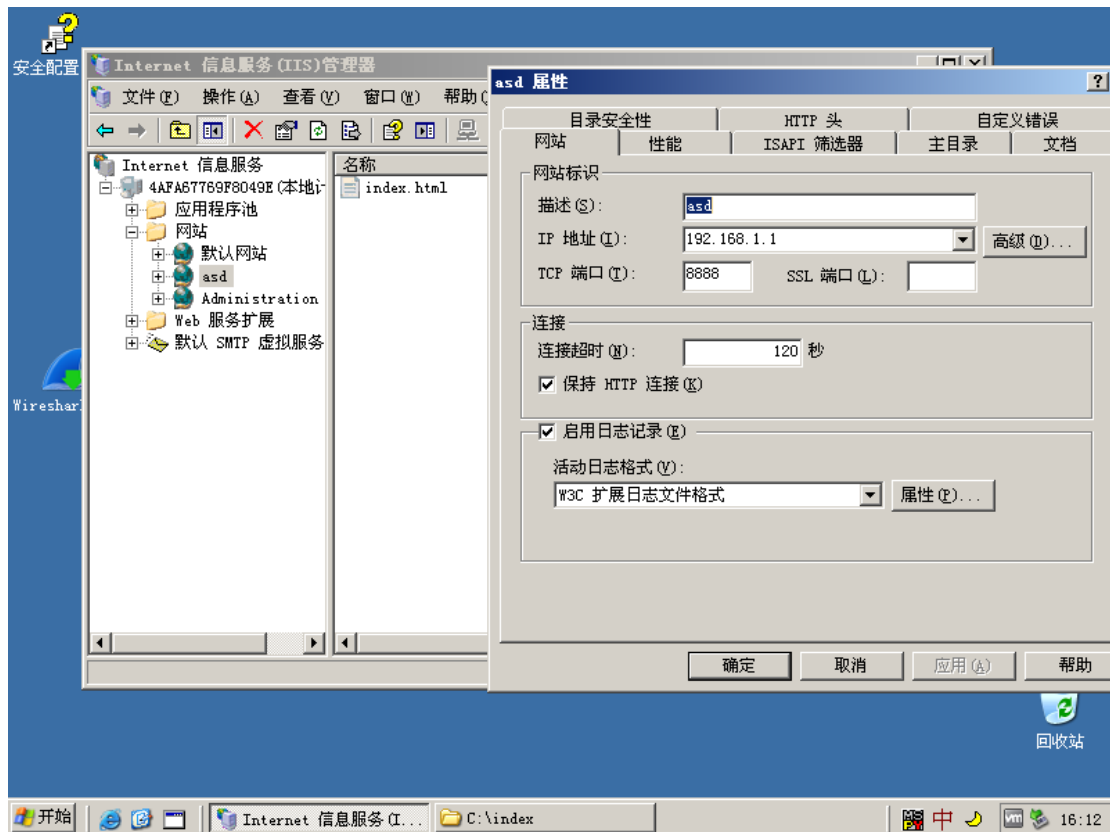 安全配置
Internet 信息服务(IIS)管理器
文件(F) 操作(A) 查看(V) 窗口(W) 帮助(
Internet 信息服务
4AFA67769F8049E(本地计
应用程序池
网站
默认网站
asd
Administration
Web 服务扩展
默认 SMTP 虚拟服务
名称
index.html
asd 属性
目录安全性 HTTP 头 自定义错误
网站 性能 ISAPI 筛选器 主目录 文档
网站标识
描述(S): asd
IP 地址(I): 192.168.1.1 高级(D)...
TCP 端口(T): 8888 SSL 端口(L):
连接
连接超时(N): 120 秒
保持 HTTP 连接(K)
启用日志记录(E)
活动日志格式(V):
W3C 扩展日志文件格式 属性(P)...
确定 取消 应用(A) 帮助
Wireshar
回收站
开始 Internet 信息服务(I... C:\index 中 vm 16:12